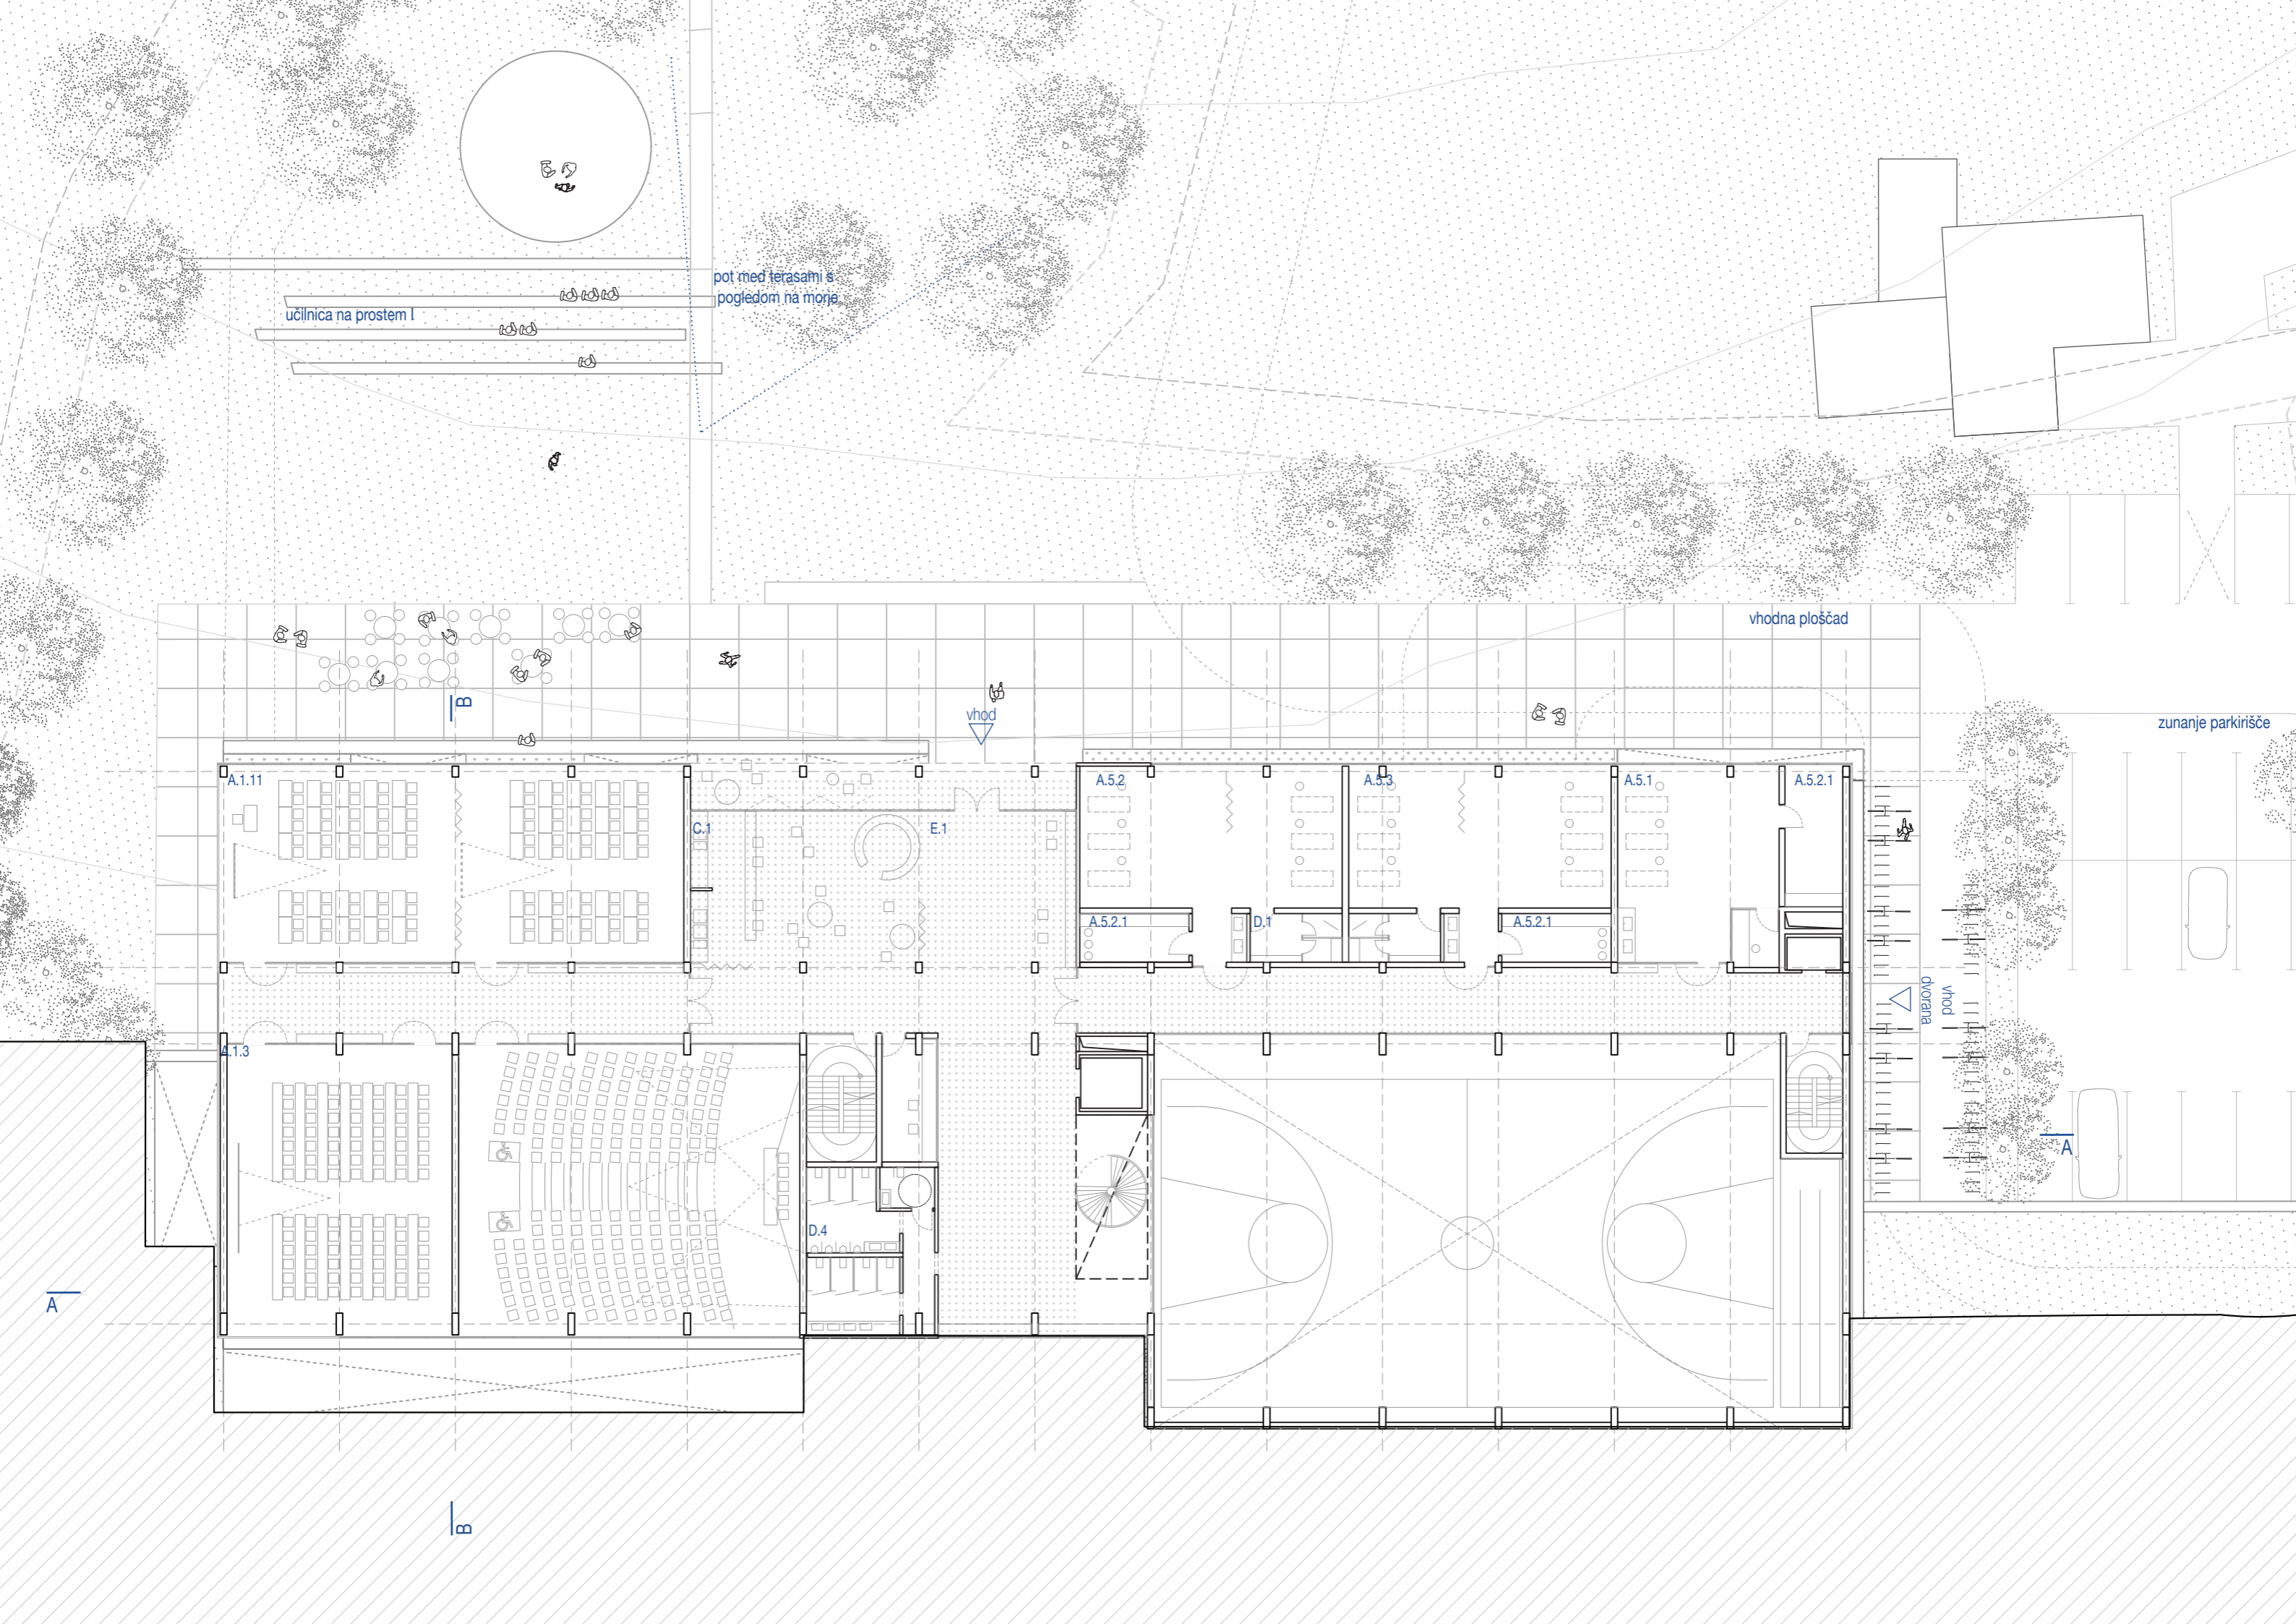 pot med terasami s
pogledom na morje
učilnica na prostem I
vhodna ploščad
B
vhod
zunanje parkirišče
A.1.11
A.5.2
A.5.3
A.5.1
A.5.2.1
C.1
E.1
A.5.2.1
D.1
A.5.2.1
vhod
dvorana
A.1.3
A
D.4
A
B